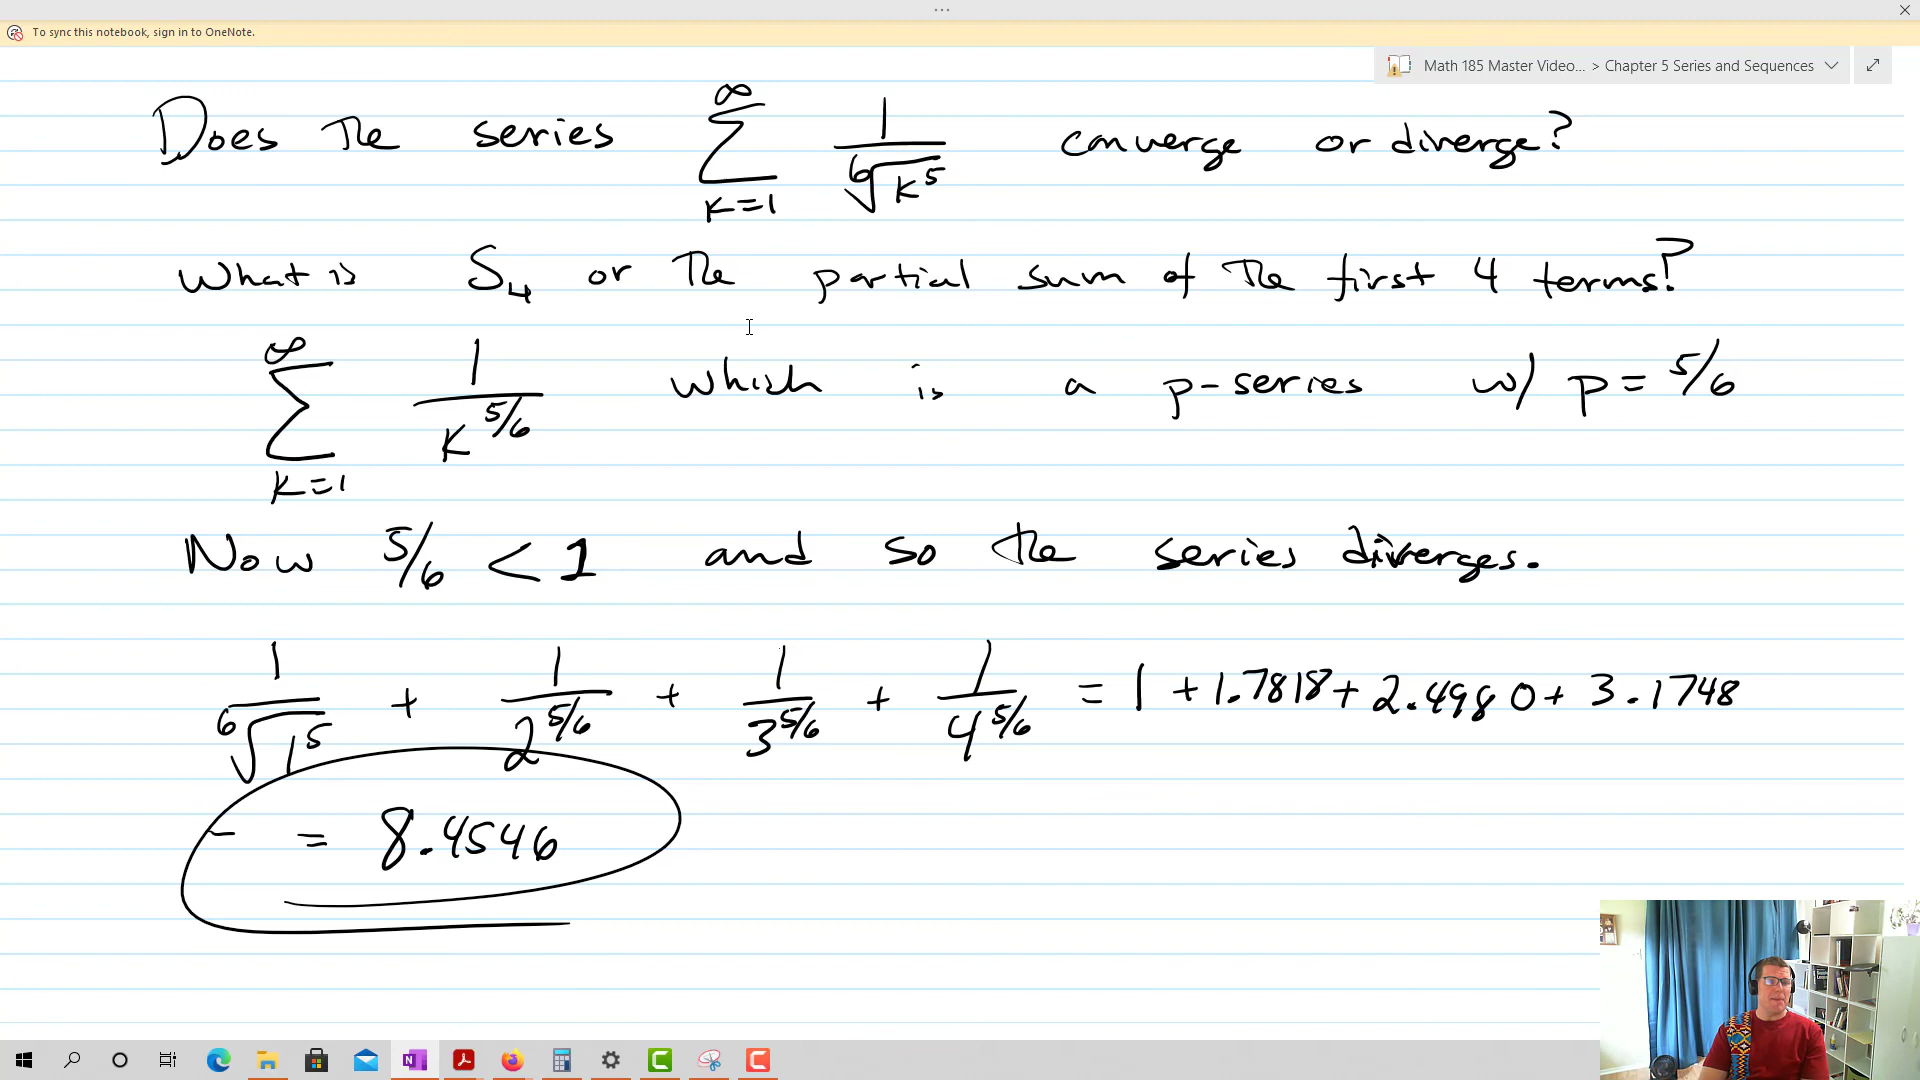 To sync this notebook, sign in to OneNote.
Math 185 Master Video... > Chapter 5 Series and Sequences
Does the series ∞ Σ k=1 1/⁶√k⁵ converge or diverge?
What is S₄ or the partial sum of the first 4 terms?
∞ Σ k=1 1/k^5/6 which is a p-series w/ p = 5/6
Now 5/6 < 1 and so the series diverges.
1/⁶√1⁵ + 1/2^5/6 + 1/3^5/6 + 1/4^5/6 = 1 + 1.7818 + 2.4980 + 3.1748
= 8.4546